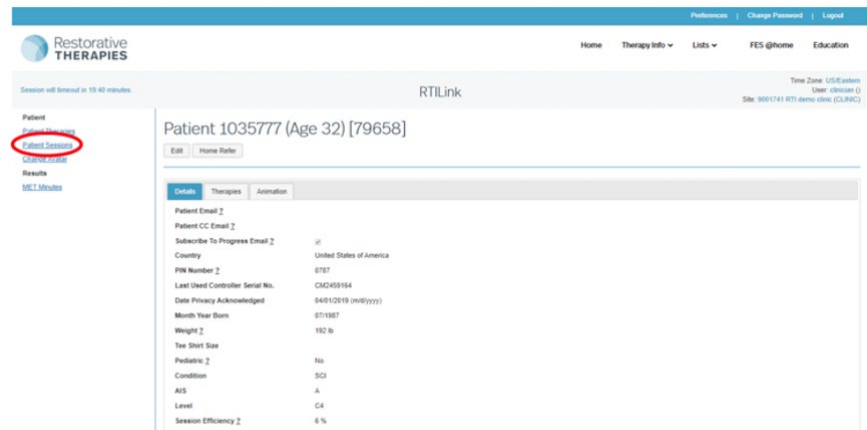 Preferences | Change Password | Logout
Restorative
THERAPIES
Home Therapy Info Lists FES @home Education
Session will timeout in 19:40 minutes.
RTILink
Time Zone: US/Eastern
User: clinician ()
Site: 9001741 RTI demo clinic (CLINIC)
Patient
Patient Therapies
Patient Sessions
Change Avatar
Results
MET Minutes
Patient 1035777 (Age 32) [79658]
Edit Home Refer
Details Therapies Animation
Patient Email ?
Patient CC Email ?
Subscribe To Progress Email ?
Country United States of America
PIN Number ? 0787
Last Used Controller Serial No. CM2459164
Date Privacy Acknowledged 04/01/2019 (m/d/yyyy)
Month Year Born 07/1987
Weight ? 192 lb
Tee Shirt Size
Pediatric ? No
Condition SCI
AIS A
Level C4
Session Efficiency ? 6 %